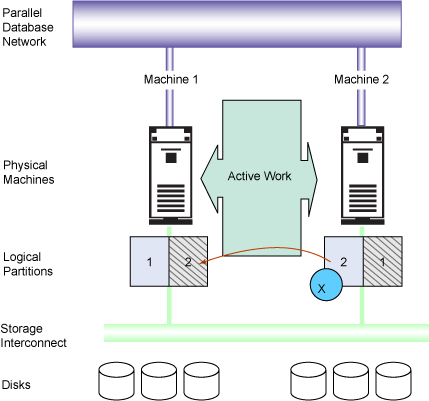 Parallel
Database
Network
Machine 1
Machine 2
Physical
Machines
Active Work
Logical
Partitions
1
2
2
1
X
Storage
Interconnect
Disks